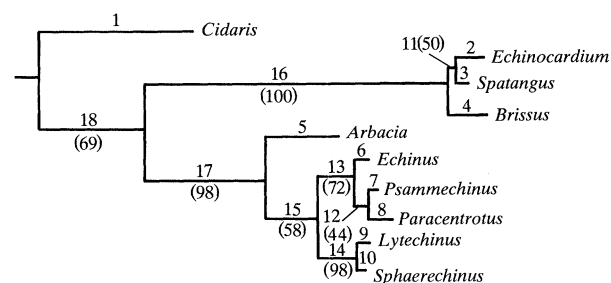 1
Cidaris
11(50)
2
Echinocardium
16
3
Spatangus
(100)
4
Brissus
18
(69)
5
Arbacia
6
Echinus
13
17
(72)
7
Psammechinus
(98)
15
12
8
Paracentrotus
(58)
(44)
9
Lytechinus
14
10
(98)
Sphaerechinus